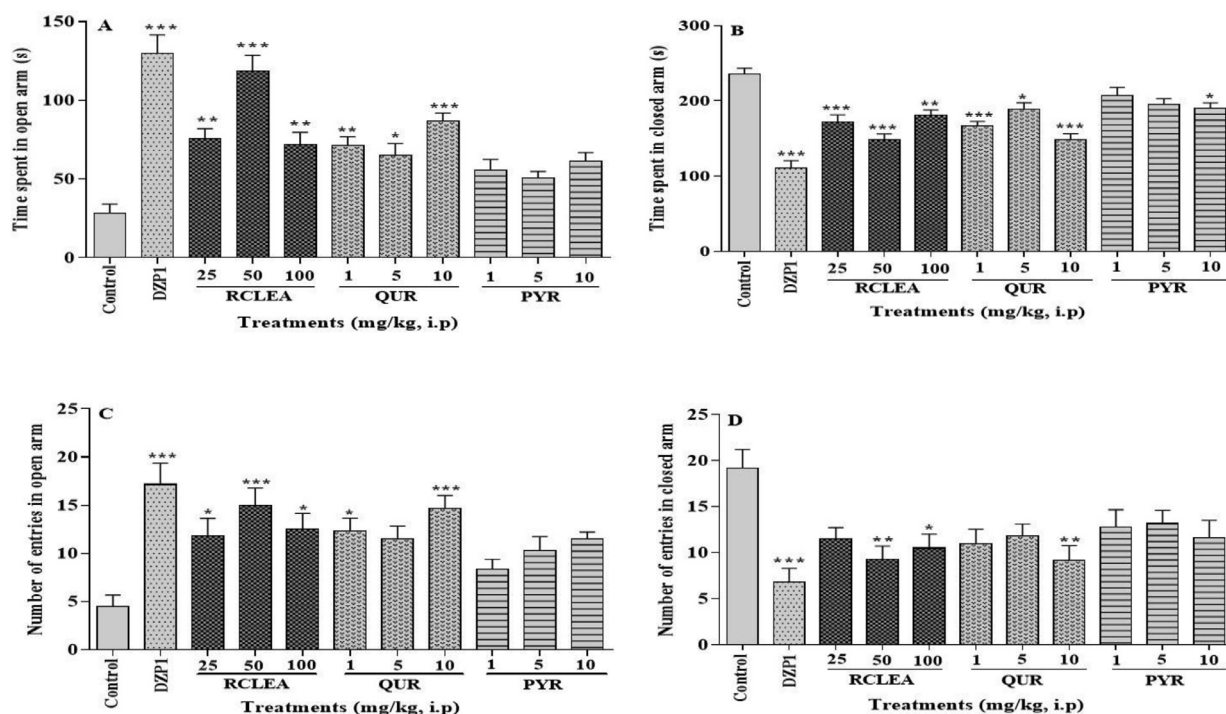 A
Time spent in open arm (s)
150
100
50
0
***
**
***
**
**
*
***
Control
DZP1
25 50 100 1 5 10 1 5 10
RCLEA QUR PYR
Treatments (mg/kg, i.p)
B
Time spent in closed arm (s)
300
200
100
0
***
***
***
**
***
*
***
*
Control
DZP1
25 50 100 1 5 10 1 5 10
RCLEA QUR PYR
Treatments (mg/kg, i.p)
C
Number of entries in open arm
25
20
15
10
5
0
***
*
***
*
*
***
Control
DZP1
25 50 100 1 5 10 1 5 10
RCLEA QUR PYR
Treatments (mg/kg, i.p)
D
Number of entries in closed arm
25
20
15
10
5
0
***
**
*
**
Control
DZP1
25 50 100 1 5 10 1 5 10
RCLEA QUR PYR
Treatments (mg/kg, i.p)